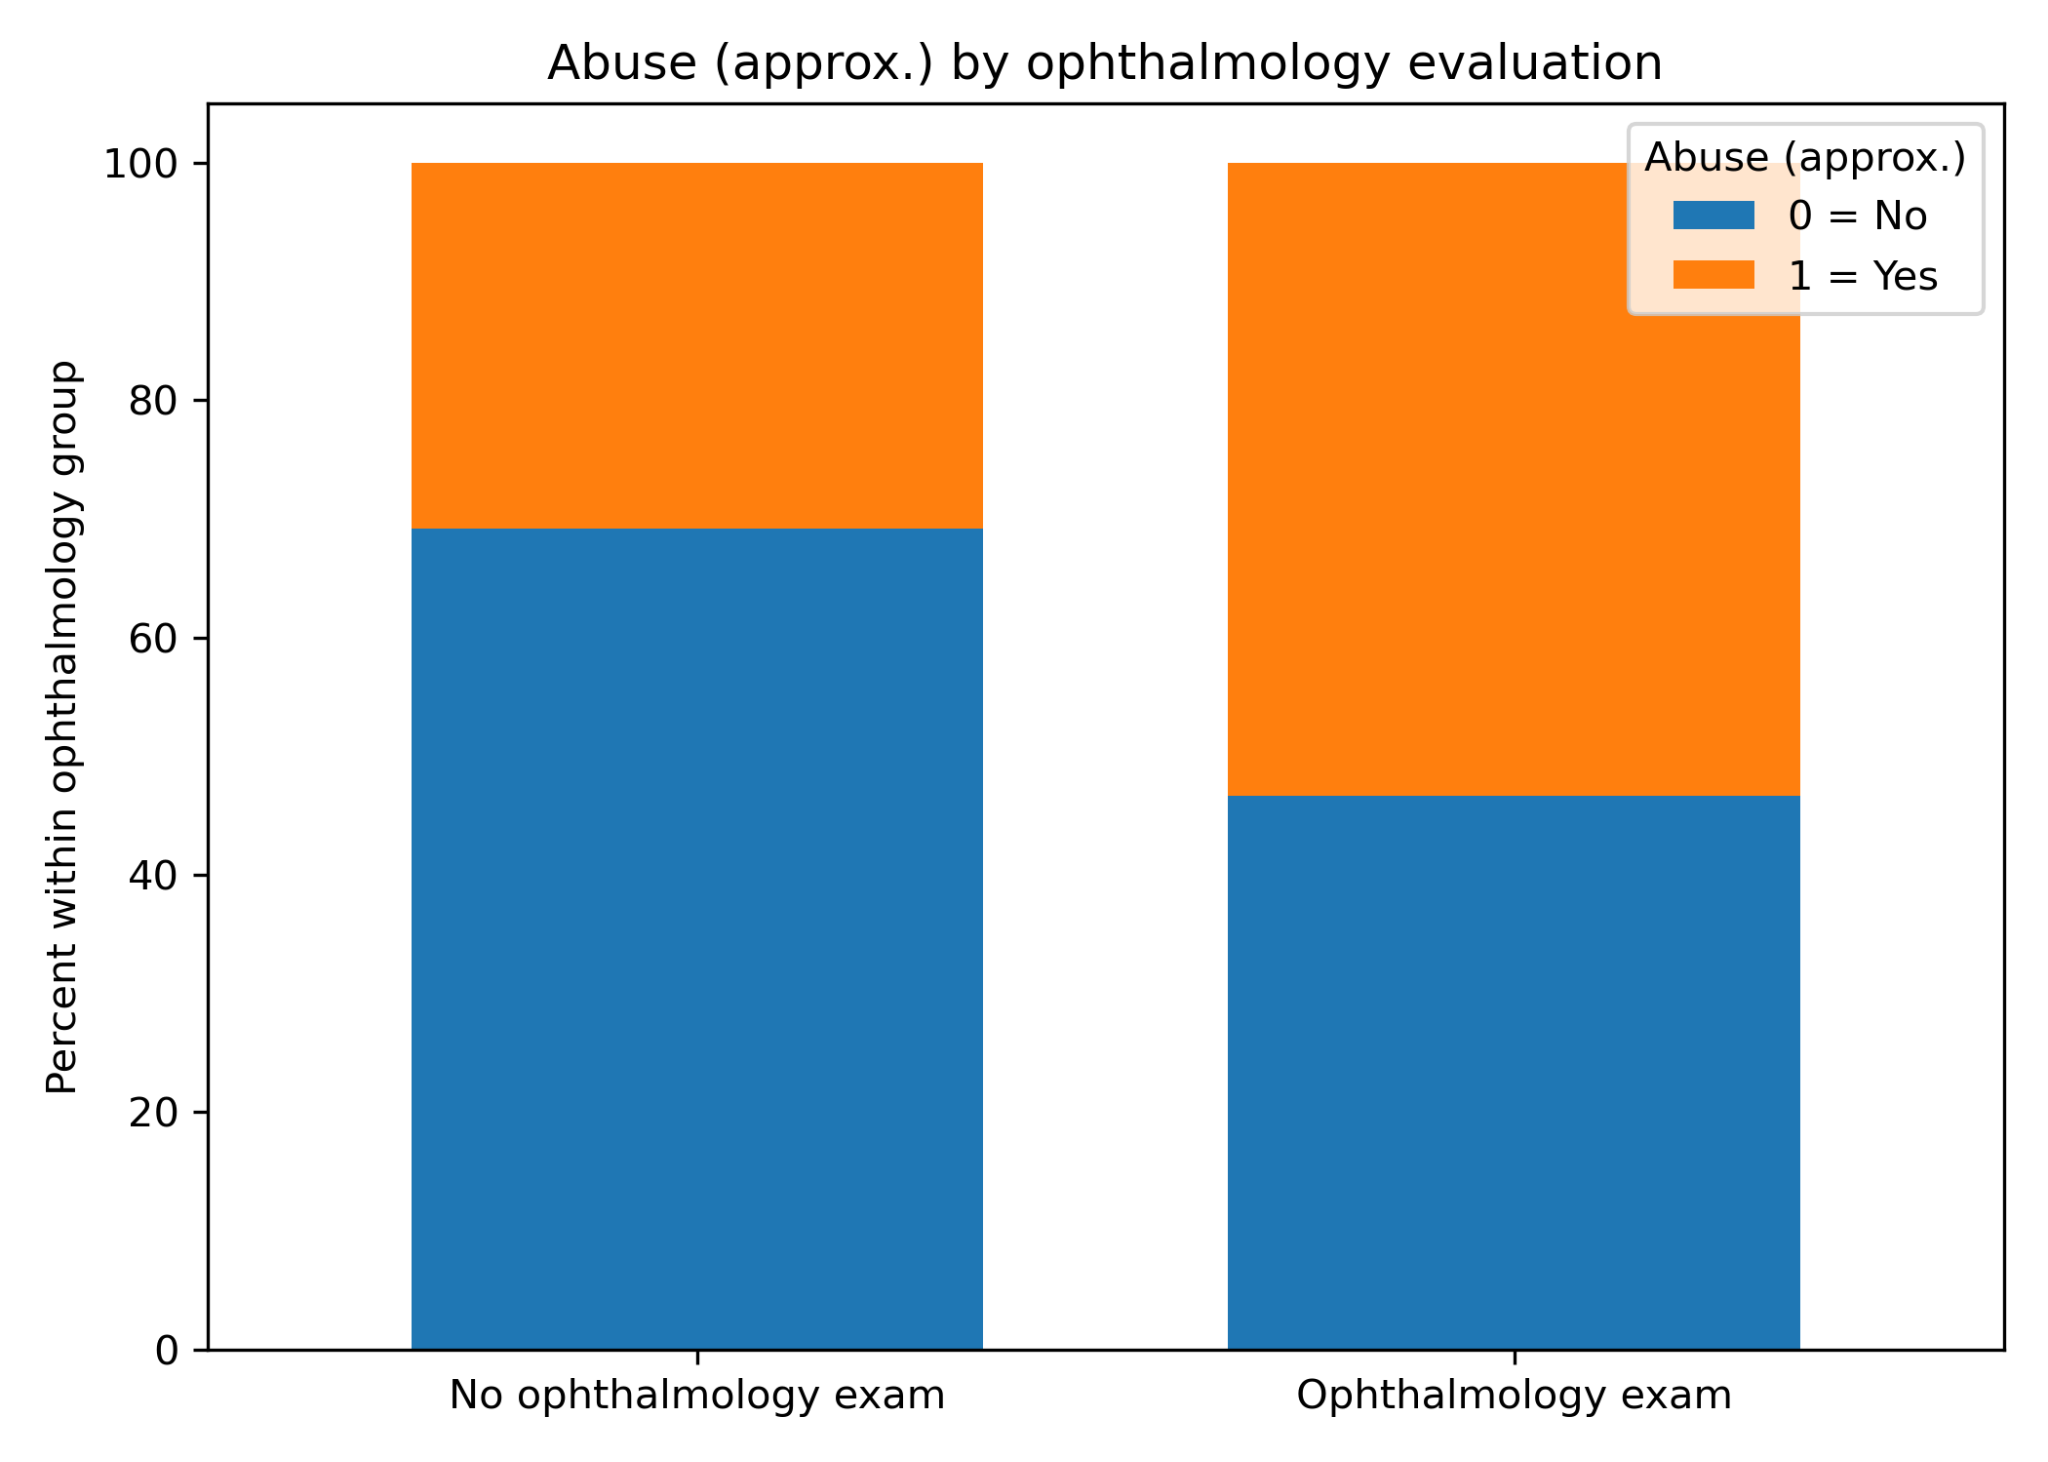 Abuse (approx.) by ophthalmology evaluation
Abuse (approx.)
0 = No
1 = Yes
Percent within ophthalmology group
100
80
60
40
20
0
No ophthalmology exam
Ophthalmology exam